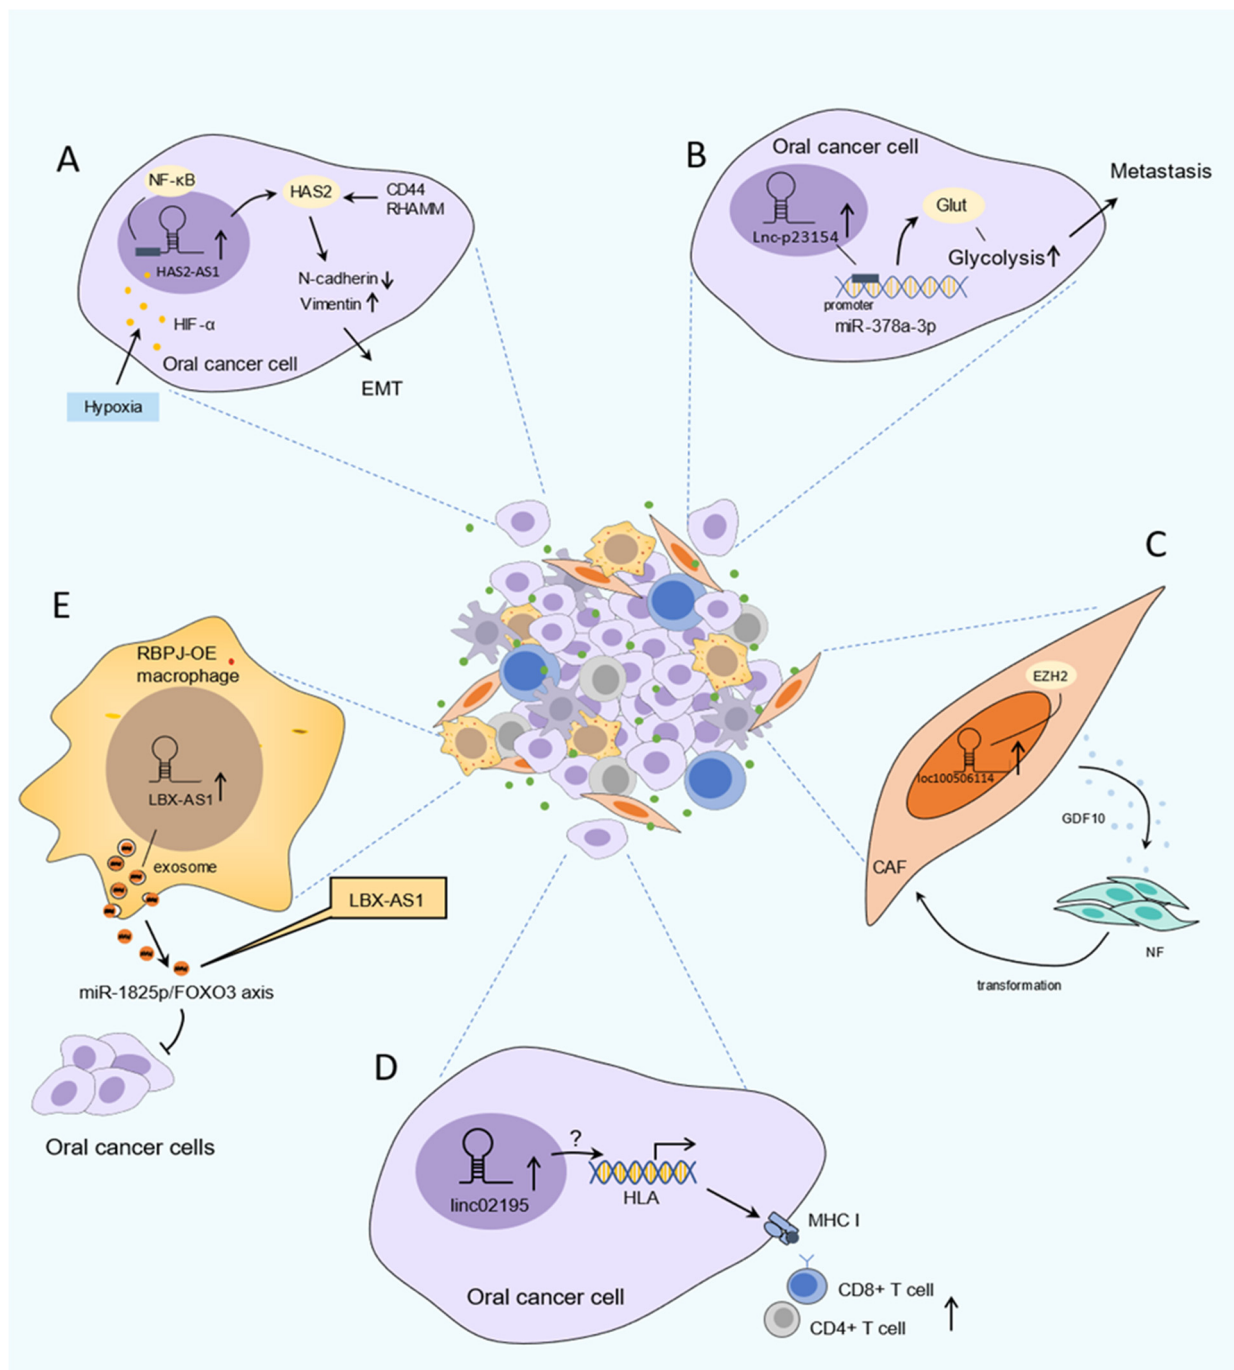 A
NF-κB
HAS2
CD44
RHAMM
HAS2-AS1
N-cadherin
Vimentin
HIF-α
Oral cancer cell
EMT
Hypoxia
B
Oral cancer cell
Metastasis
Glut
Lnc-p23154
Glycolysis
promoter
miR-378a-3p
C
EZH2
loc100506114
GDF10
CAF
NF
transformation
E
RBPJ-OE
macrophage
LBX-AS1
exosome
LBX-AS1
miR-1825p/FOXO3 axis
Oral cancer cells
D
?
linc02195
HLA
MHC I
Oral cancer cell
CD8+ T cell
CD4+ T cell